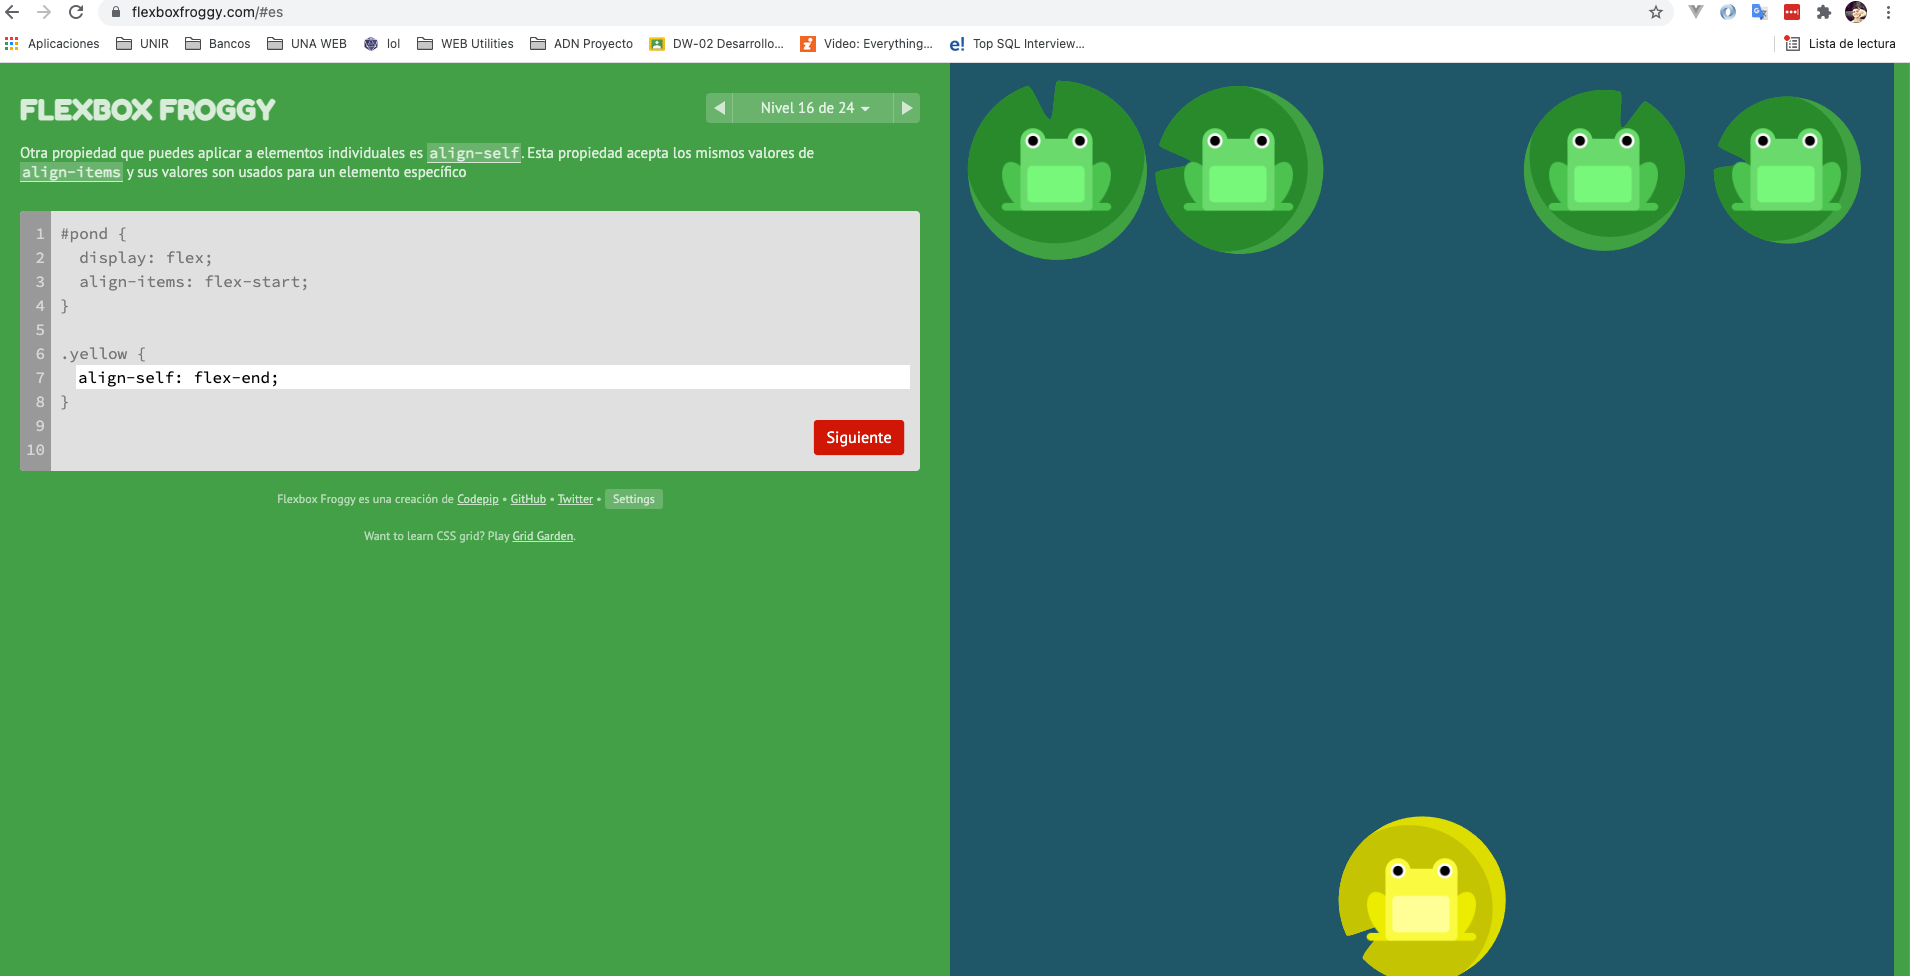 flexboxfroggy.com/#es
Aplicaciones UNIR Bancos UNA WEB lol WEB Utilities ADN Proyecto DW-02 Desarrollo... Video: Everything... e! Top SQL Interview... Lista de lectura
FLEXBOX FROGGY
Nivel 16 de 24
Otra propiedad que puedes aplicar a elementos individuales es align-self. Esta propiedad acepta los mismos valores de
align-items y sus valores son usados para un elemento específico
1 #pond {
2 display: flex;
3 align-items: flex-start;
4 }
5
6 .yellow {
7 align-self: flex-end;
8 }
9
10
Siguiente
Flexbox Froggy es una creación de Codepip • GitHub • Twitter • Settings
Want to learn CSS grid? Play Grid Garden.